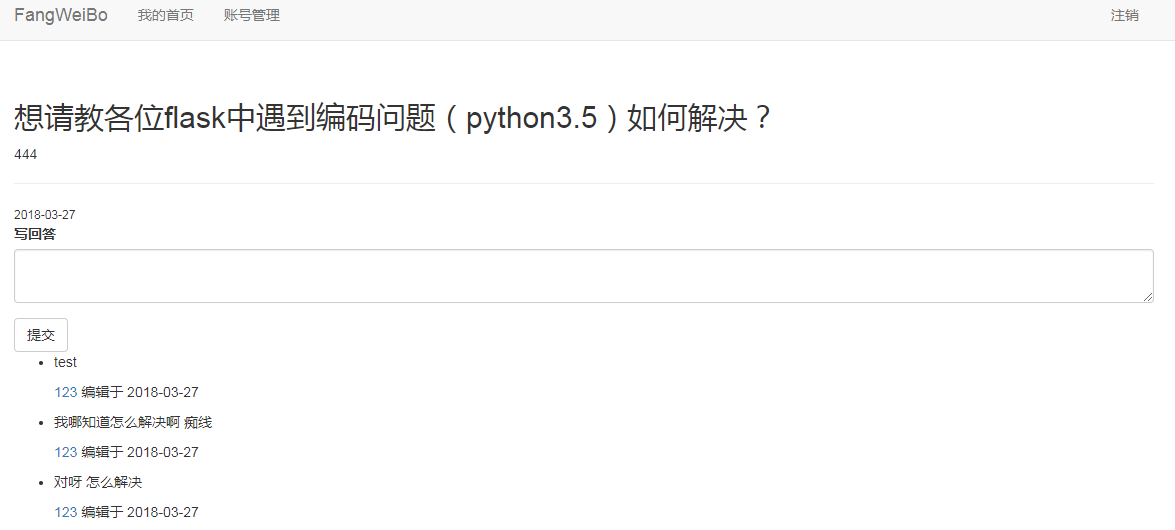 FangWeiBo 我的首页 账号管理 注销
想请教各位flask中遇到编码问题（python3.5）如何解决？
444
2018-03-27
写回答
提交
test
123 编辑于 2018-03-27
我哪知道怎么解决啊 痴线
123 编辑于 2018-03-27
对呀 怎么解决
123 编辑于 2018-03-27